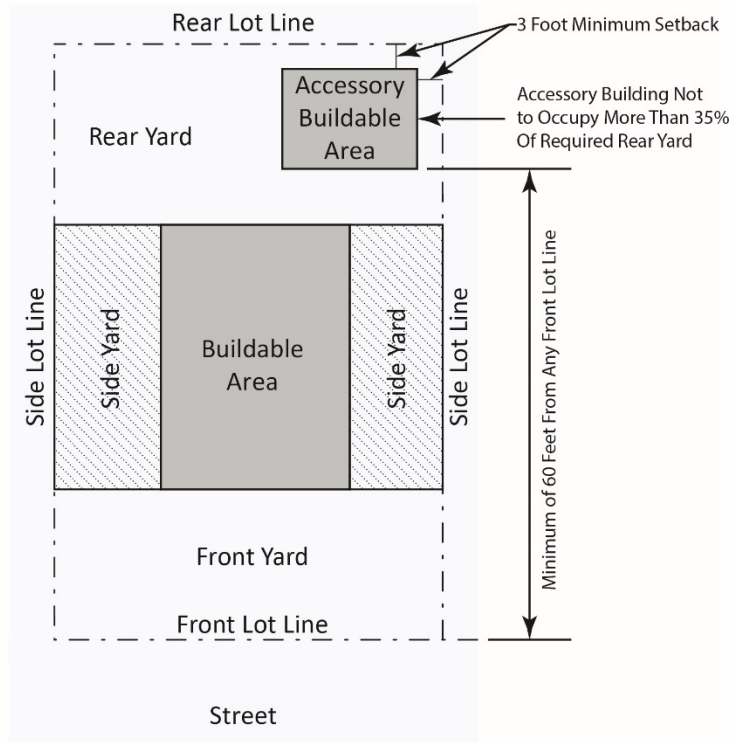 Rear Lot Line
3 Foot Minimum Setback
Accessory
Buildable
Area
Accessory Building Not
to Occupy More Than 35%
Of Required Rear Yard
Rear Yard
Side Lot Line
Side Yard
Buildable
Area
Side Yard
Side Lot Line
Minimum of 60 Feet From Any Front Lot Line
Front Yard
Front Lot Line
Street